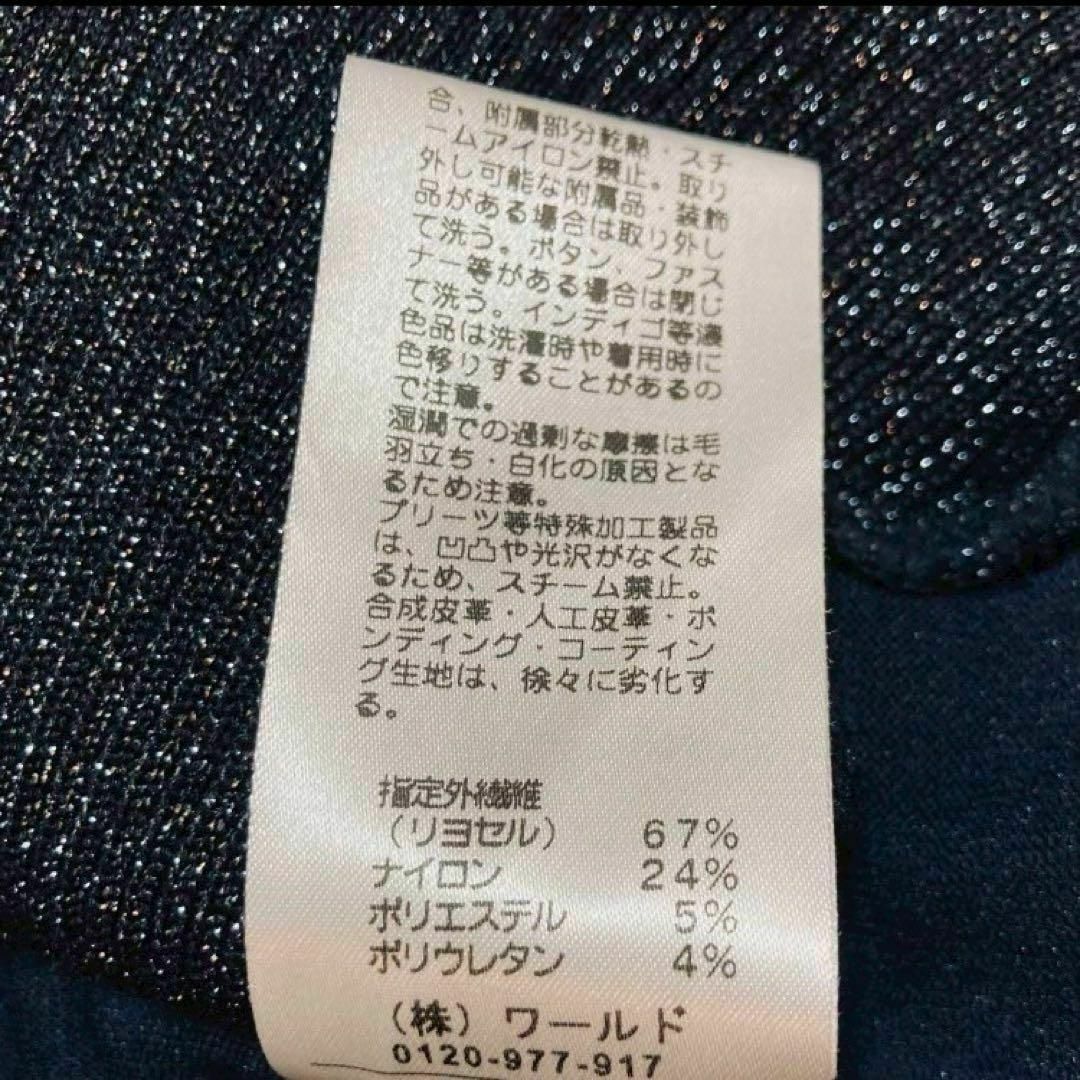 合、附属部分乾熱・スチ
ームアイロン禁止。取り
外し可能な附属品・装飾
品がある場合は取り外し
て洗う。ボタン、ファス
ナー等がある場合は閉じ
て洗う。インディゴ等濃
色品は洗濯時や着用時に
色移りすることがあるの
で注意。
湿潤での過剰な摩擦は毛
羽立ち・白化の原因とな
るため注意。
プリーツ等特殊加工製品
は、凹凸や光沢がなくな
るため、スチーム禁止。
合成皮革・人工皮革・ボ
ンディング・コーティン
グ生地は、徐々に劣化す
る。
指定外繊維
（リヨセル） 67%
ナイロン 24%
ポリエステル 5%
ポリウレタン 4%
（株）ワールド
0120-977-917